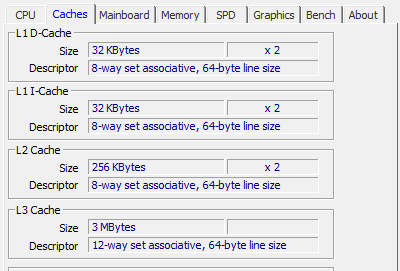 CPU Caches Mainboard Memory SPD Graphics Bench About
L1 D-Cache
Size 32 KBytes x 2
Descriptor 8-way set associative, 64-byte line size
L1 I-Cache
Size 32 KBytes x 2
Descriptor 8-way set associative, 64-byte line size
L2 Cache
Size 256 KBytes x 2
Descriptor 8-way set associative, 64-byte line size
L3 Cache
Size 3 MBytes
Descriptor 12-way set associative, 64-byte line size